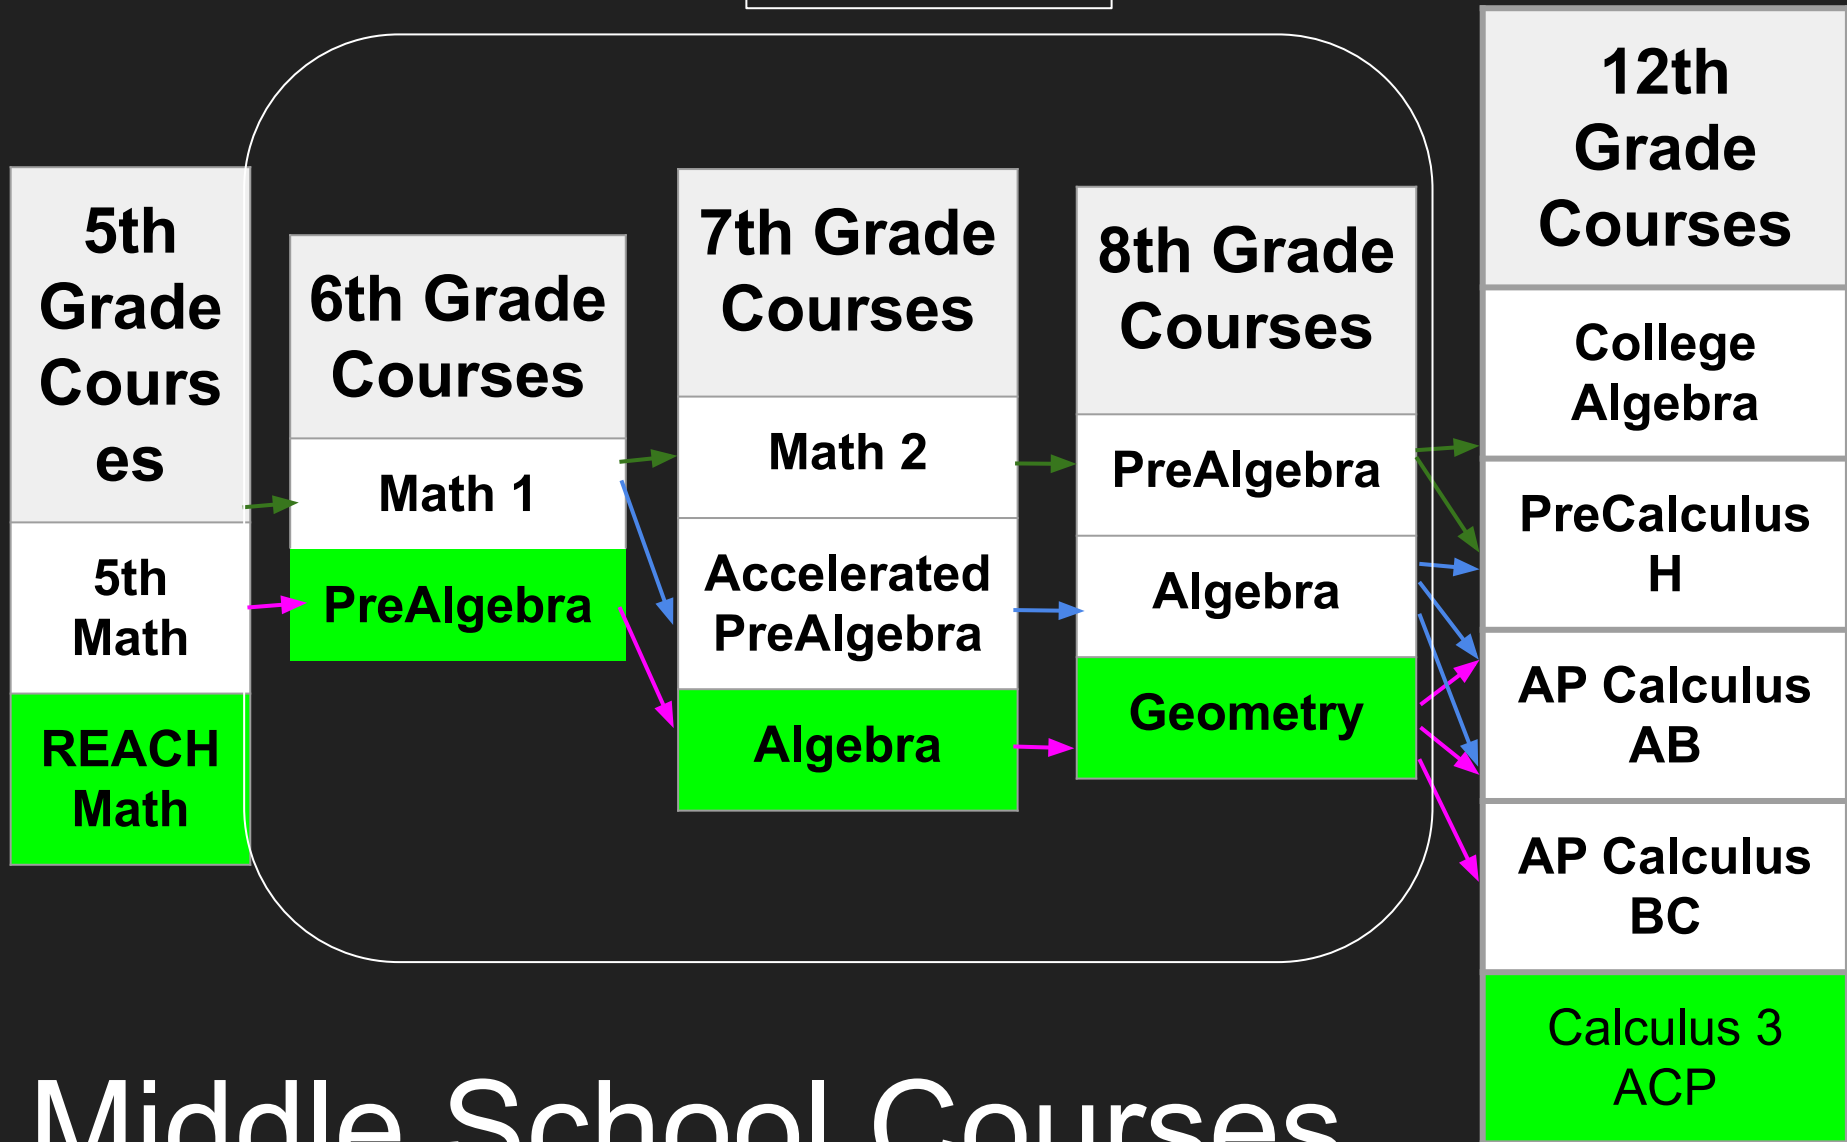 5th
Grade
Cours
es
5th
Math
REACH
Math
6th Grade
Courses
Math 1
PreAlgebra
7th Grade
Courses
Math 2
Accelerated
PreAlgebra
Algebra
8th Grade
Courses
PreAlgebra
Algebra
Geometry
12th
Grade
Courses
College
Algebra
PreCalculus
H
AP Calculus
AB
AP Calculus
BC
Calculus 3
ACP
Middle School Courses